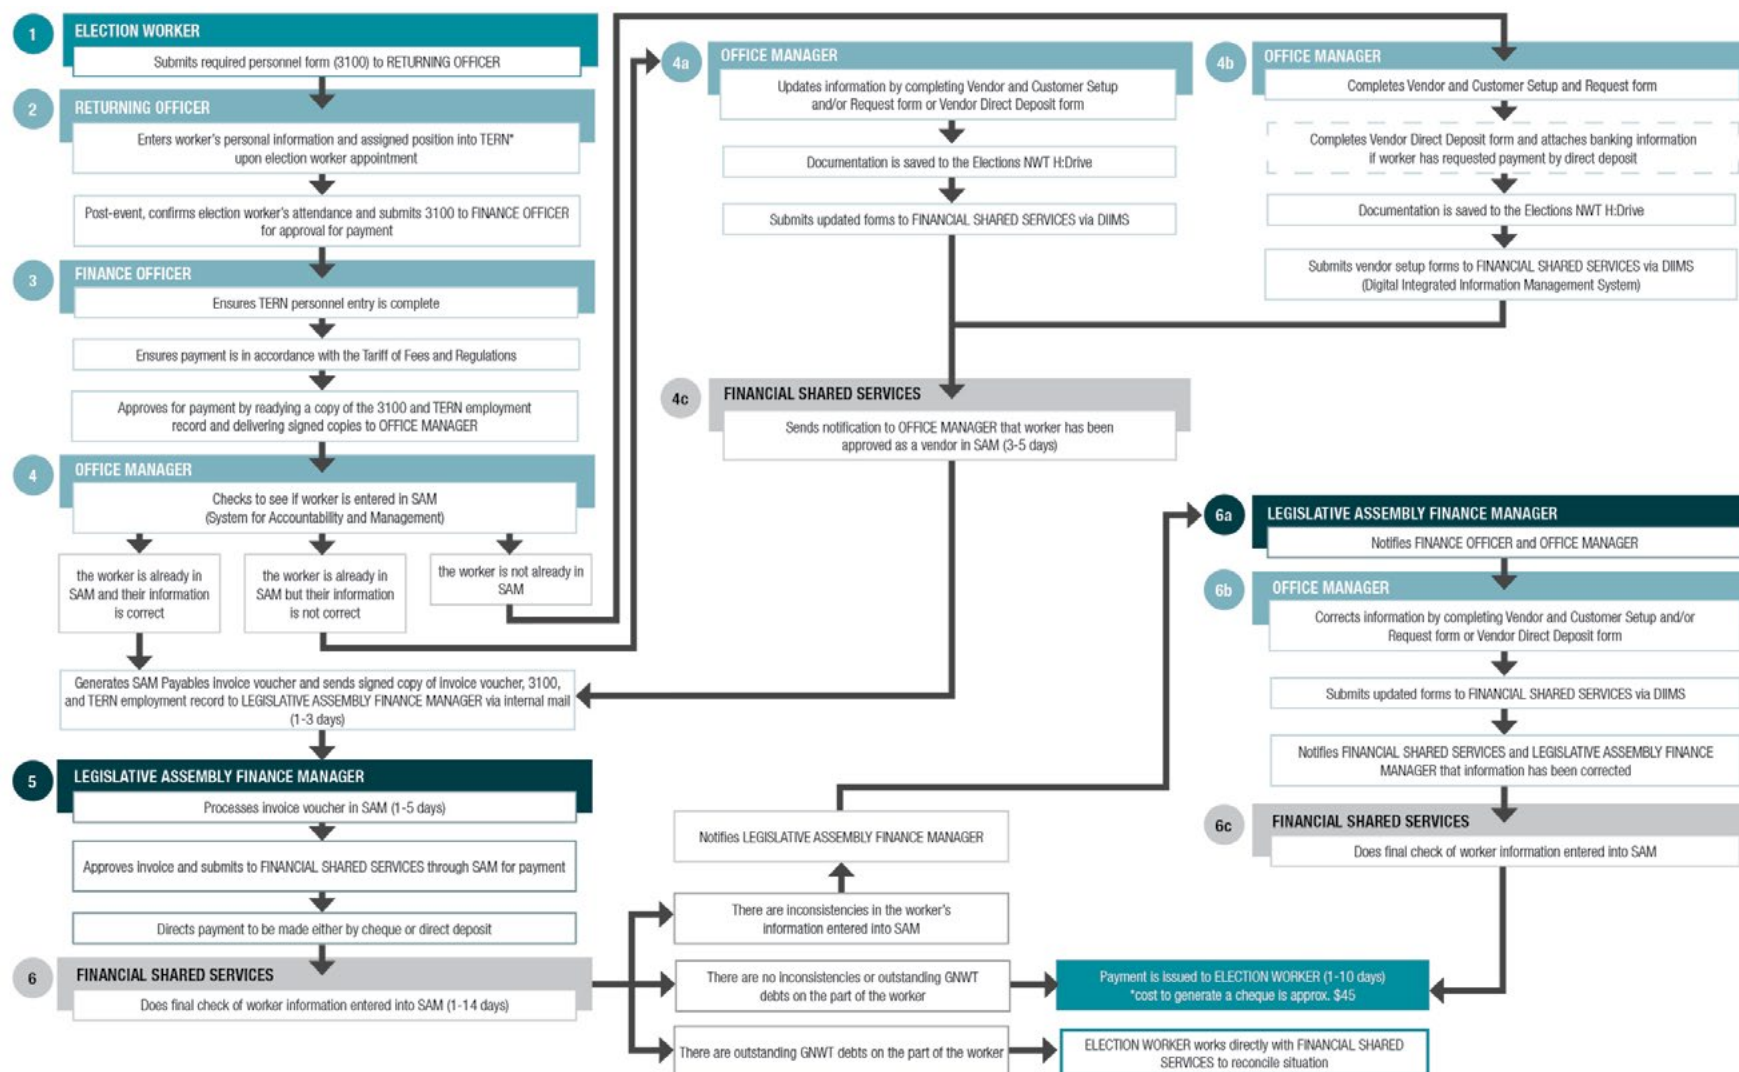 1
ELECTION WORKER
Submits required personnel form (3100) to RETURNING OFFICER
2
RETURNING OFFICER
Enters worker's personal information and assigned position into TERN*
upon election worker appointment
Post-event, confirms election worker's attendance and submits 3100 to FINANCE OFFICER
for approval for payment
3
FINANCE OFFICER
Ensures TERN personnel entry is complete
Ensures payment is in accordance with the Tariff of Fees and Regulations
Approves for payment by readying a copy of the 3100 and TERN employment
record and delivering signed copies to OFFICE MANAGER
4
OFFICE MANAGER
Checks to see if worker is entered in SAM
(System for Accountability and Management)
the worker is already in
SAM and their information
is correct
the worker is already in
SAM but their information
is not correct
the worker is not already in
SAM
Generates SAM Payables Invoice voucher and sends signed copy of invoice voucher, 3100,
and TERN employment record to LEGISLATIVE ASSEMBLY FINANCE MANAGER via internal mail
(1-3 days)
4a
OFFICE MANAGER
Updates information by completing Vendor and Customer Setup
and/or Request form or Vendor Direct Deposit form
Documentation is saved to the Elections NWT H:Drive
Submits updated forms to FINANCIAL SHARED SERVICES via DIIMS
4b
OFFICE MANAGER
Completes Vendor and Customer Setup and Request form
Completes Vendor Direct Deposit form and attaches banking information
if worker has requested payment by direct deposit
Documentation is saved to the Elections NWT H:Drive
Submits vendor setup forms to FINANCIAL SHARED SERVICES via DIIMS
(Digital Integrated Information Management System)
4c
FINANCIAL SHARED SERVICES
Sends notification to OFFICE MANAGER that worker has been
approved as a vendor in SAM (3-5 days)
5
LEGISLATIVE ASSEMBLY FINANCE MANAGER
Processes invoice voucher in SAM (1-5 days)
Approves invoice and submits to FINANCIAL SHARED SERVICES through SAM for payment
Directs payment to be made either by cheque or direct deposit
6
FINANCIAL SHARED SERVICES
Does final check of worker information entered into SAM (1-14 days)
Notifies LEGISLATIVE ASSEMBLY FINANCE MANAGER
There are inconsistencies in the worker's
information entered into SAM
There are no inconsistencies or outstanding GNWT
debts on the part of the worker
There are outstanding GNWT debts on the part of the worker
Payment is issued to ELECTION WORKER (1-10 days)
*cost to generate a cheque is approx. $45
ELECTION WORKER works directly with FINANCIAL SHARED
SERVICES to reconcile situation
6a
LEGISLATIVE ASSEMBLY FINANCE MANAGER
Notifies FINANCE OFFICER and OFFICE MANAGER
6b
OFFICE MANAGER
Corrects information by completing Vendor and Customer Setup and/or
Request form or Vendor Direct Deposit form
Submits updated forms to FINANCIAL SHARED SERVICES via DIIMS
Notifies FINANCIAL SHARED SERVICES and LEGISLATIVE ASSEMBLY FINANCE
MANAGER that information has been corrected
6c
FINANCIAL SHARED SERVICES
Does final check of worker information entered into SAM